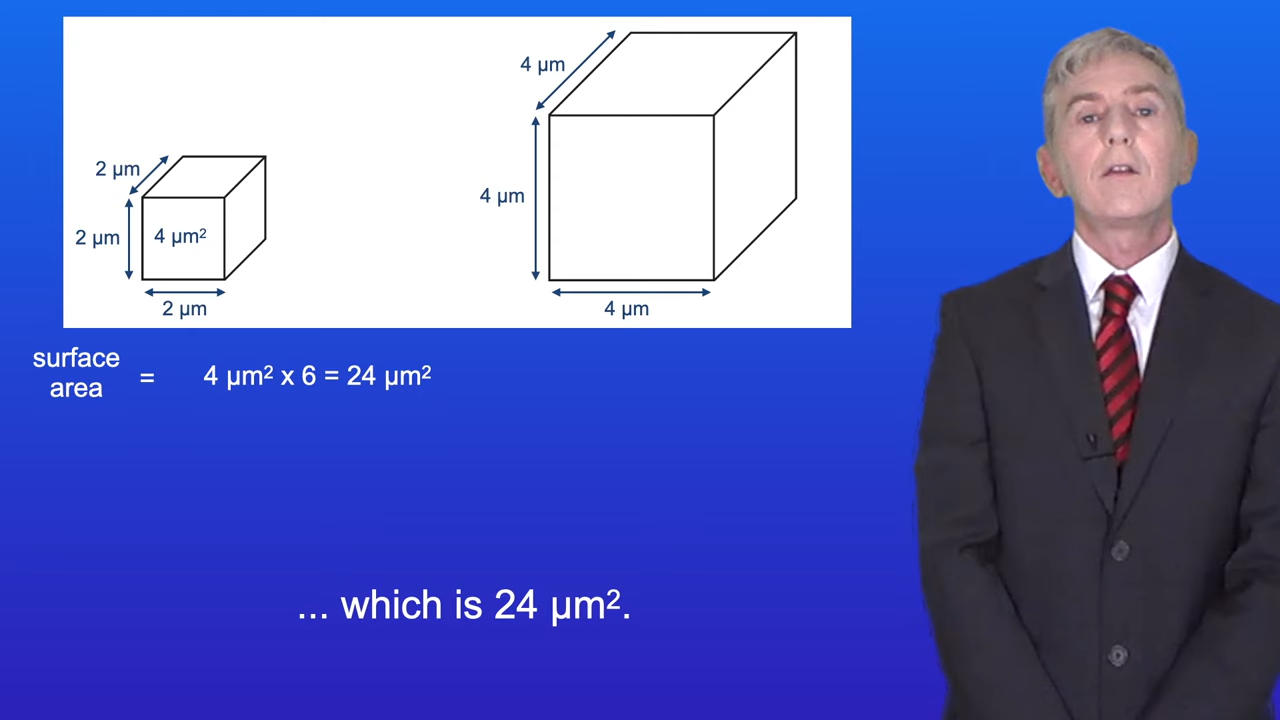 4 µm
2 µm
4 µm
2 µm
4 µm²
2 µm
4 µm
surface
area = 4 µm² x 6 = 24 µm²
... which is 24 µm².